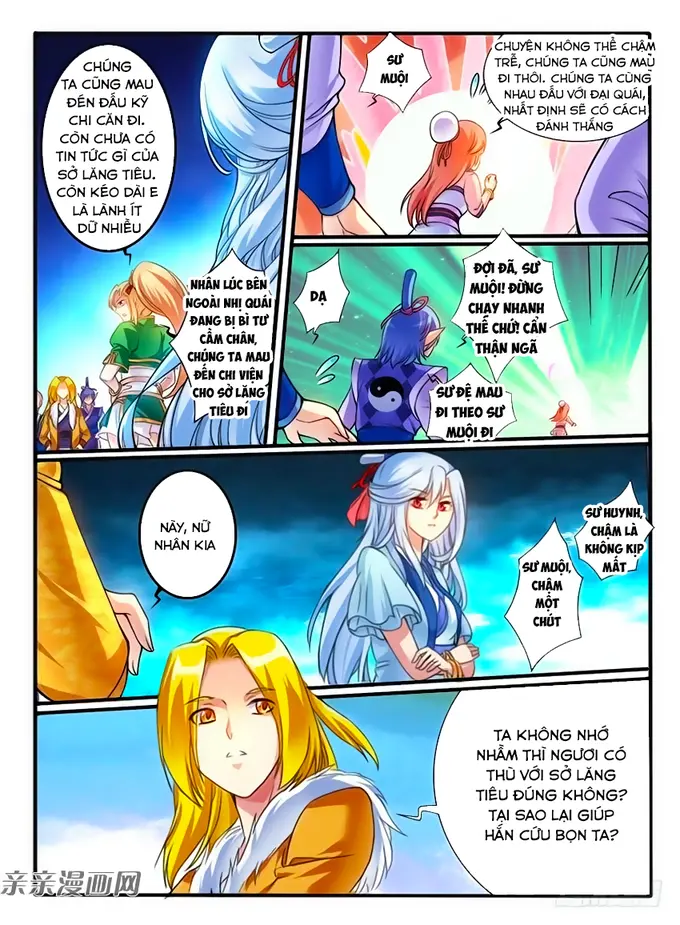 CHÚNG
TA CŨNG MAU
ĐẾN ĐẤU KỸ
CHI CĂN ĐI.
CÒN CHƯA CÓ
TIN TỨC GÌ CỦA
SỞ LĂNG TIÊU.
CÒN KÉO DÀI E
LÀ LÀNH ÍT
DỮ NHIỀU
NHÂN LÚC BÊN
NGOÀI NHỊ QUÁI
ĐANG BỊ BÌ TƯ
CẦM CHÂN,
CHÚNG TA MAU
ĐẾN CHI VIỆN
CHO SỞ LĂNG
TIÊU ĐI
SƯ
MUỘI
CHUYỆN KHÔNG THỂ CHẬM
TRỄ, CHÚNG TA CŨNG MAU
ĐI THÔI. CHÚNG TA CÙNG
NHAU ĐẤU VỚI ĐẠI QUÁI,
NHẤT ĐỊNH SẼ CÓ CÁCH
ĐÁNH THẮNG
DẠ
ĐỢI ĐÃ, SƯ
MUỘI! ĐỪNG
CHẠY NHANH
THẾ CHỨ! CẨN
THẬN NGÃ
SƯ ĐỆ MAU
ĐI THEO SƯ
MUỘI ĐI
NÀY, NỮ
NHÂN KIA
SƯ HUYNH,
CHẬM LÀ
KHÔNG KỊP
MẤT
SƯ MUỘI,
CHẬM
MỘT
CHÚT
TA KHÔNG NHỚ
NHẦM THÌ NGƯƠI CÓ
THÙ VỚI SỞ LĂNG
TIÊU ĐÚNG KHÔNG?
TẠI SAO LẠI GIÚP
HẮN CỨU BỌN TA?
亲亲漫画网